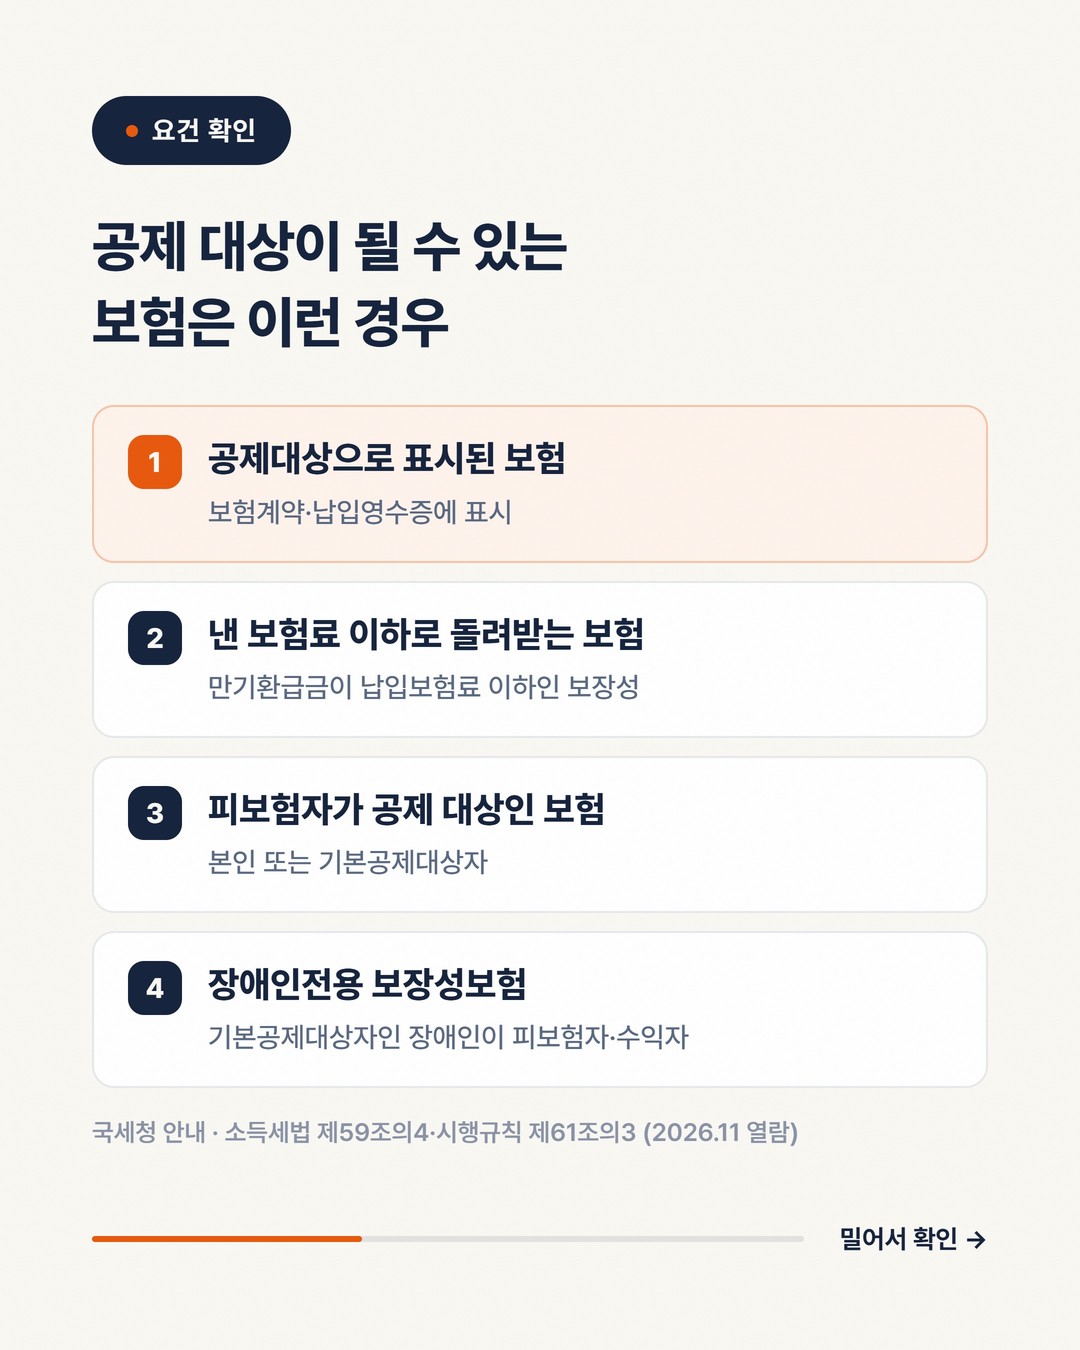 요건 확인
공제 대상이 될 수 있는
보험은 이런 경우
1
공제대상으로 표시된 보험
보험계약·납입영수증에 표시
2
낸 보험료 이하로 돌려받는 보험
만기환급금이 납입보험료 이하인 보장성
3
피보험자가 공제 대상인 보험
본인 또는 기본공제대상자
4
장애인전용 보장성보험
기본공제대상자인 장애인이 피보험자·수익자
국세청 안내 · 소득세법 제59조의4·시행규칙 제61조의3 (2026.11 열람)
밀어서 확인 →